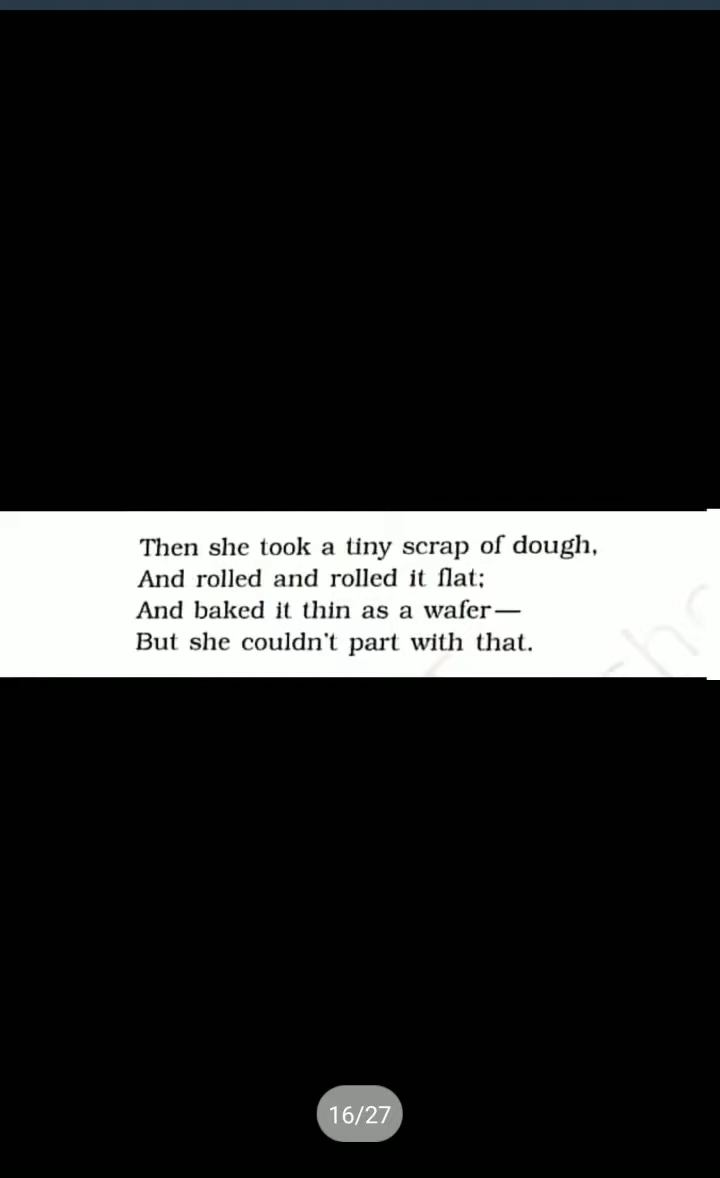 Then she took a tiny scrap of dough,
And rolled and rolled it flat;
And baked it thin as a wafer—
But she couldn't part with that.
16/27